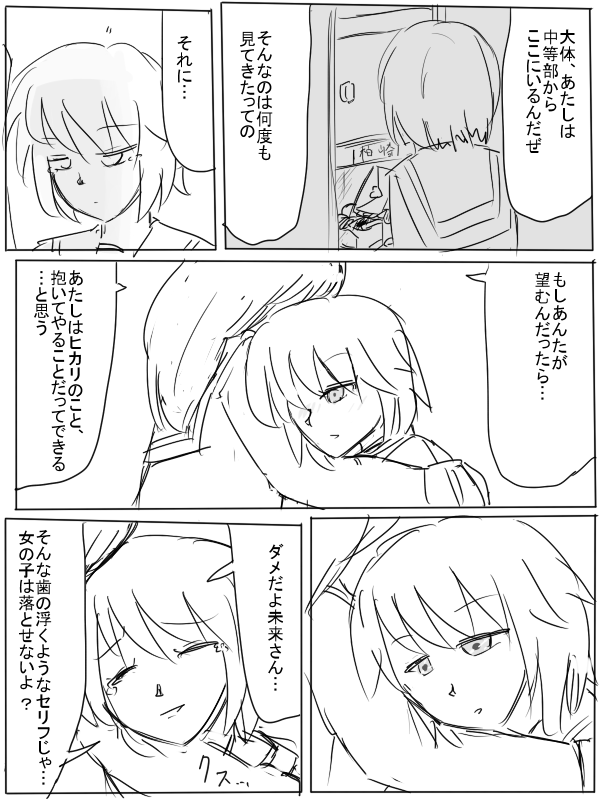 大体、あたしは
中等部から
ここにいるんだぜ
柏崎
そんなのは何度も
見てきたっての
それに…
もしあんたが
望むんだったら…
あたしはヒカリのこと、
抱いてやることだってできる
…と思う
ダメだよ未来さん…
そんな歯の浮くようなセリフじゃ…
女の子は落とせないよ？
クス…